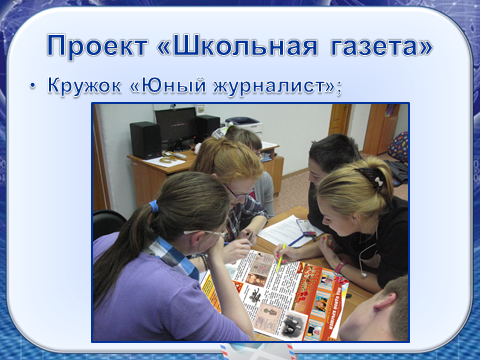 Проект «Школьная газета»
• Кружок «Юный журналист»;